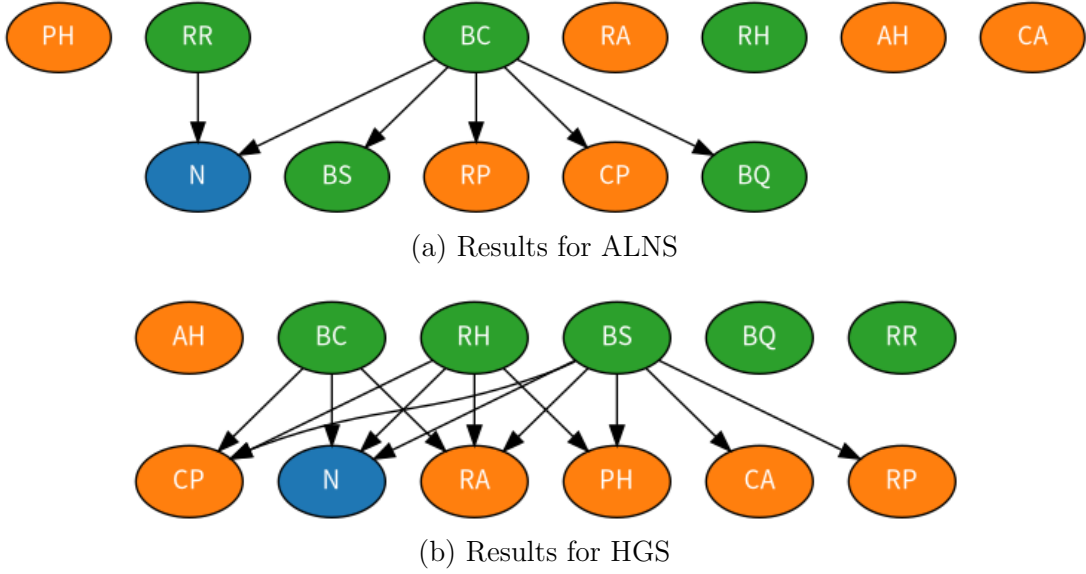 PH RR BC RA RH AH CA
N BS RP CP BQ
(a) Results for ALNS
AH BC RH BS BQ RR
CP N RA PH CA RP
(b) Results for HGS